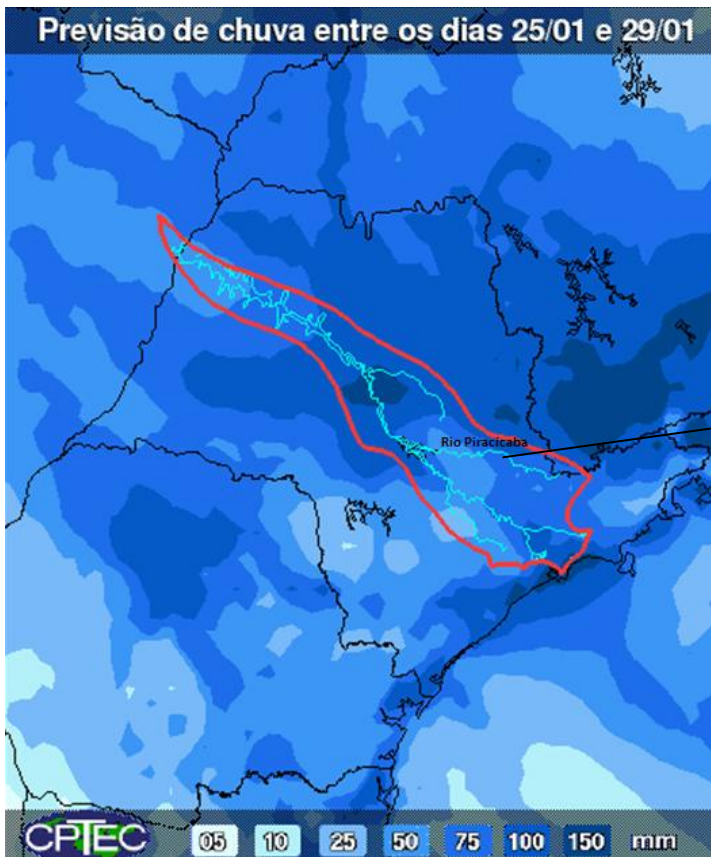 Previsão de chuva entre os dias 25/01 e 29/01
Rio Piracicaba
CPTEC 05 10 25 50 75 100 150 mm